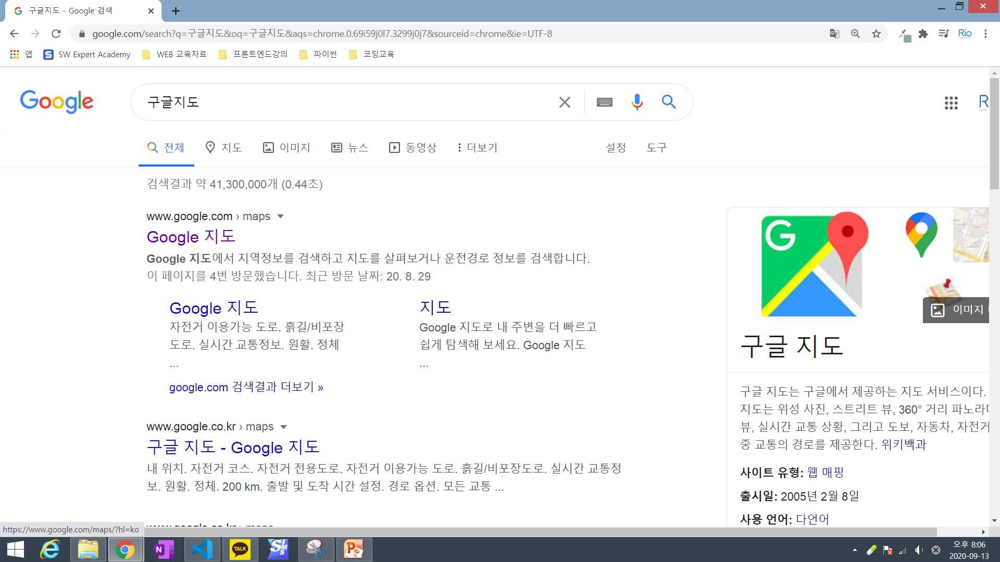 구글지도 - Google 검색
google.com/search?q=구글지도&oq=구글지도&aqs=chrome.0.69i59j0l7.3299j0j7&sourceid=chrome&ie=UTF-8
Rio
앱 SW Expert Academy WEB 교육자료 프론트엔드강의 파이썬 코딩교육
Google 구글지도
전체 지도 이미지 뉴스 동영상 더보기 설정 도구
검색결과 약 41,300,000개 (0.44초)
www.google.com › maps
Google 지도
Google 지도에서 지역정보를 검색하고 지도를 살펴보거나 운전경로 정보를 검색합니다.
이 페이지를 4번 방문했습니다. 최근 방문 날짜: 20. 8. 29
Google 지도
자전거 이용가능 도로. 흙길/비포장
도로. 실시간 교통정보. 원활. 정체
...
지도
Google 지도로 내 주변을 더 빠르고
쉽게 탐색해 보세요. Google 지도
...
google.com 검색결과 더보기 »
www.google.co.kr › maps
구글 지도 - Google 지도
내 위치. 자전거 코스. 자전거 전용도로. 자전거 이용가능 도로. 흙길/비포장도로. 실시간 교통정
보. 원활. 정체. 200 km. 출발 및 도착 시간 설정. 경로 옵션. 모든 교통 ...
www.google.co.kr › maps
G
이미지
구글 지도
구글 지도는 구글에서 제공하는 지도 서비스이다.
지도는 위성 사진, 스트리트 뷰, 360° 거리 파노라마
뷰, 실시간 교통 상황, 그리고 도보, 자동차, 자전거
중 교통의 경로를 제공한다. 위키백과
사이트 유형: 웹 매핑
출시일: 2005년 2월 8일
사용 언어: 다언어
https://www.google.com/maps/?hl=ko
N TALK SMS P
오후 8:06
2020-09-13